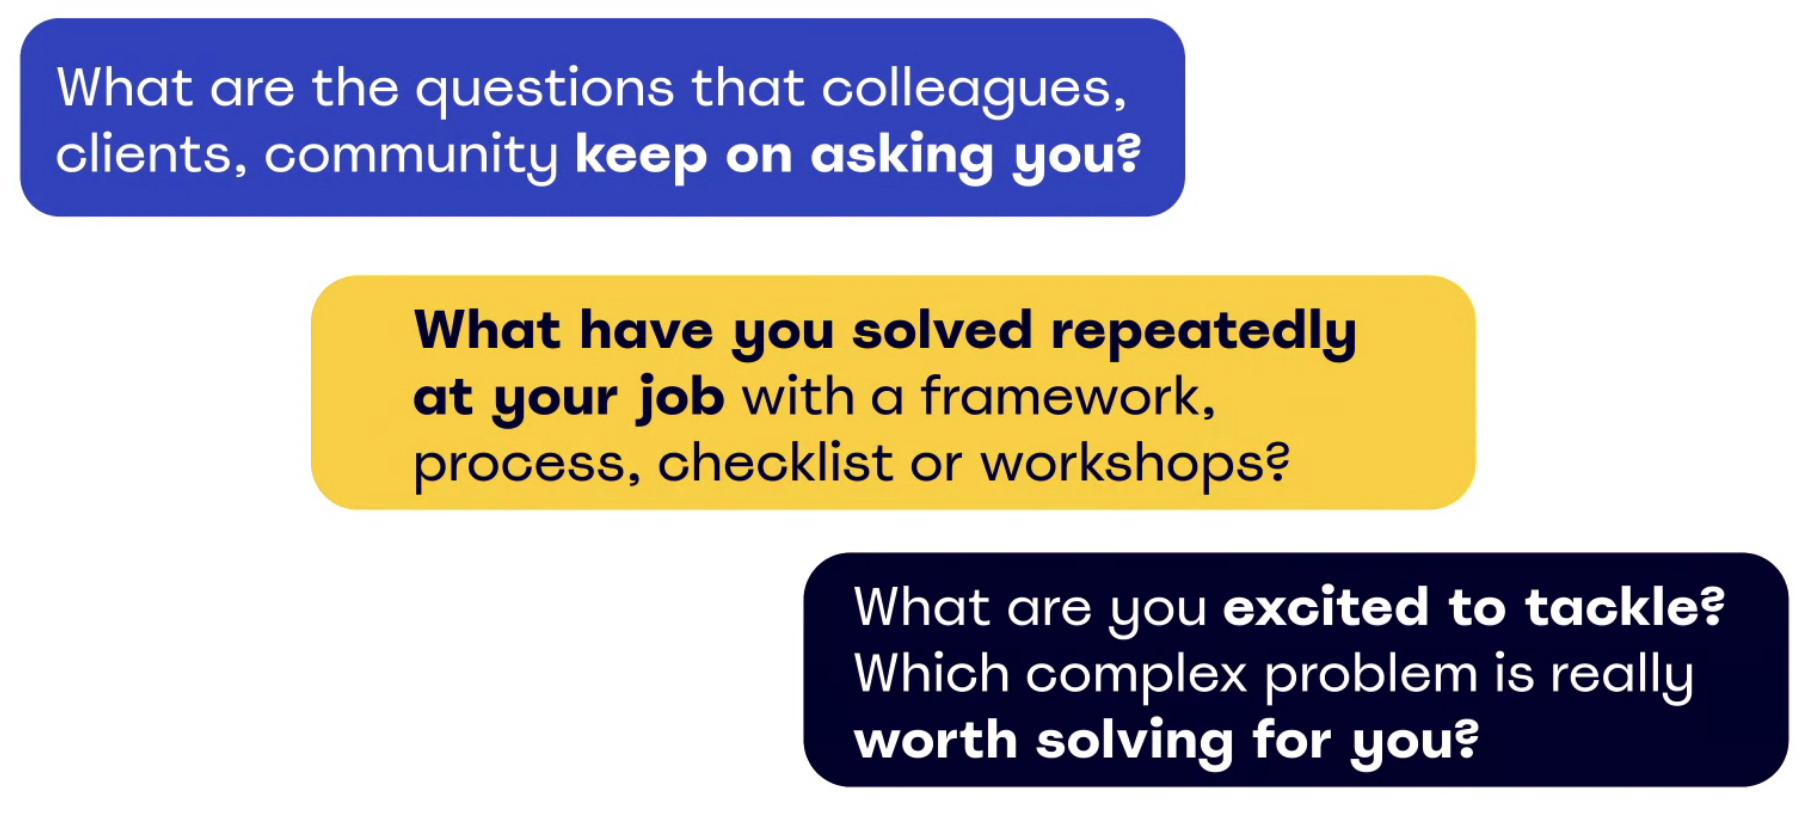 What are the questions that colleagues,
clients, community keep on asking you?
What have you solved repeatedly
at your job with a framework,
process, checklist or workshops?
What are you excited to tackle?
Which complex problem is really
worth solving for you?